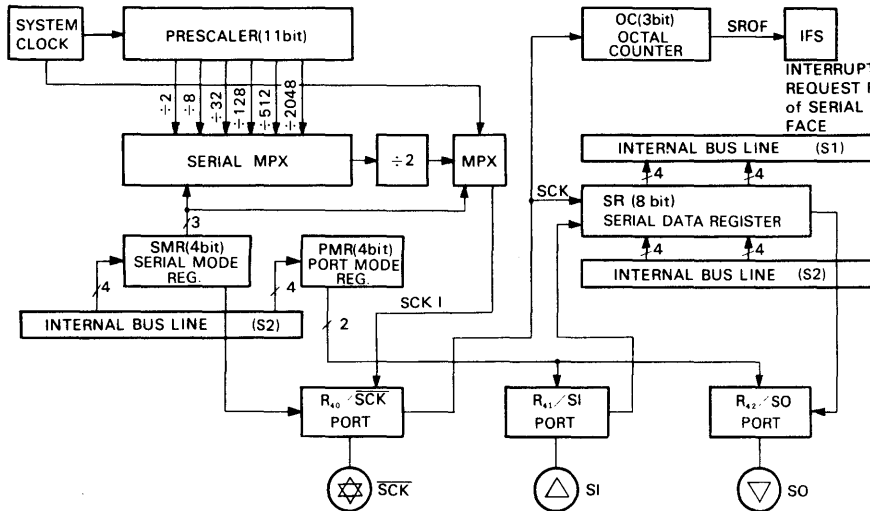 SYSTEM
CLOCK
PRESCALER(11bit)
OC(3bit)
OCTAL
COUNTER
SROF
IFS
INTERRUPT
REQUEST F
of SERIAL
FACE
÷2
÷8
÷32
÷128
÷512
÷2048
SERIAL MPX
÷2
MPX
INTERNAL BUS LINE (S1)
4
4
SCK
SR (8 bit)
SERIAL DATA REGISTER
3
SMR(4bit)
SERIAL MODE
REG.
PMR(4bit)
PORT MODE
REG.
4
4
4
4
INTERNAL BUS LINE (S2)
SCK I
INTERNAL BUS LINE (S2)
2
R40/SCK
PORT
R41/SI
PORT
R42/SO
PORT
SCK
SI
SO